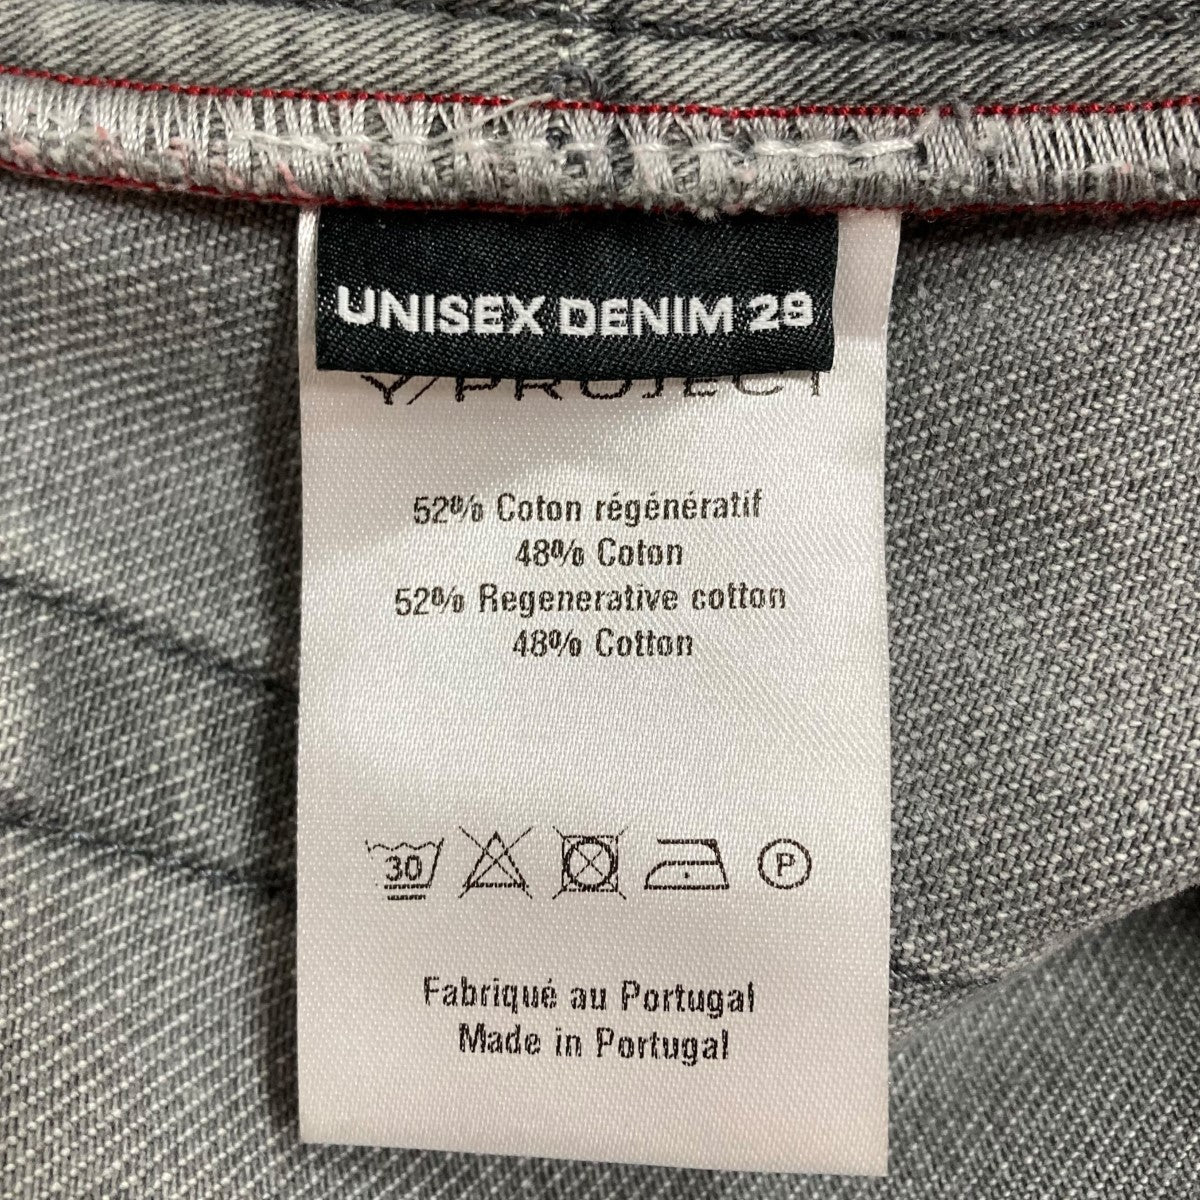 UNISEX DENIM 29
Y/PROJECT
52% Coton régénératif
48% Coton
52% Regenerative cotton
48% Cotton
30 P
Fabriqué au Portugal
Made in Portugal